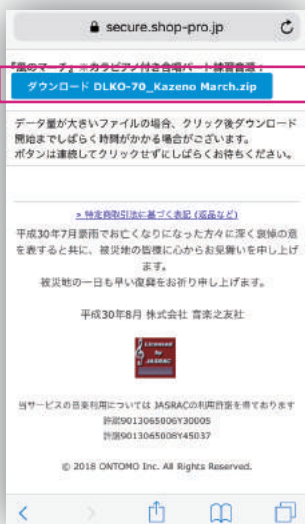 secure.shop-pro.jp
『風のマーチ』※カラピアノ付き合唱パート練習音源：
ダウンロード DLKO-70_Kazeno March.zip
データ量が大きいファイルの場合、クリック後ダウンロード
開始までしばらく時間がかかる場合がございます。
ボタンは連続してクリックせずにしばらくお待ちください。
» 特定商取引法に基づく表記 (返品など)
平成30年7月豪雨でお亡くなりになった方々に深く哀悼の意
を表すると共に、被災地の皆様に心からお見舞いを申し上げ
ます。
被災地の一日も早い復興をお祈り申し上げます。
平成30年8月 株式会社 音楽之友社
Licensed
by
JASRAC
当サービスの音楽利用については JASRACの利用許諾を得ております
許諾9013065006Y30005
許諾9013065008Y45037
© 2018 ONTOMO Inc. All Rights Reserved.